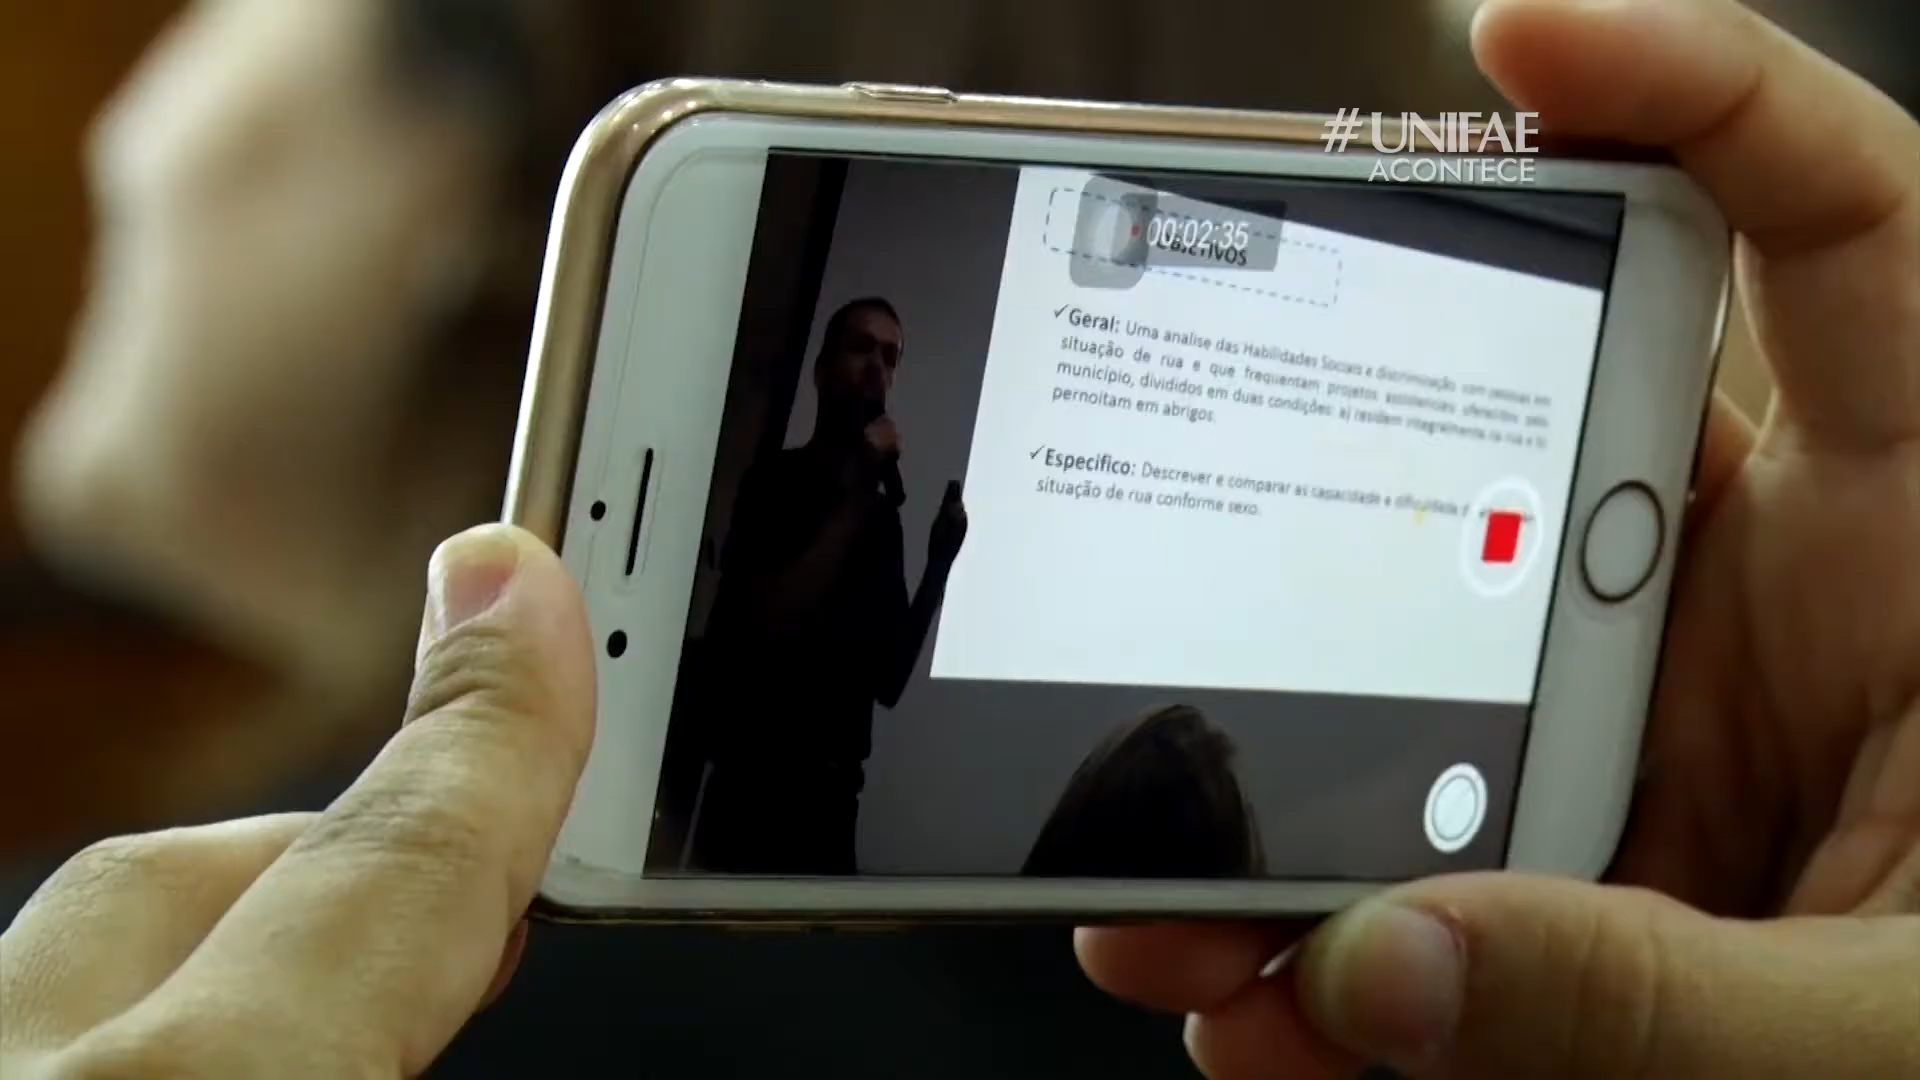 # UNIFAE
ACONTECE
00:02:35
OBJETIVOS
✓Geral: Uma analise das Habilidades Sociais e discriminação com pessoas em
situação de rua e que frequentam projetos assistenciais oferecidos pelo
município, divididos em duas condições: a) residem integralmente na rua e b)
pernoitam em abrigos.
✓Especifico: Descrever e comparar as capacidade e dificuldade
situação de rua conforme sexo.